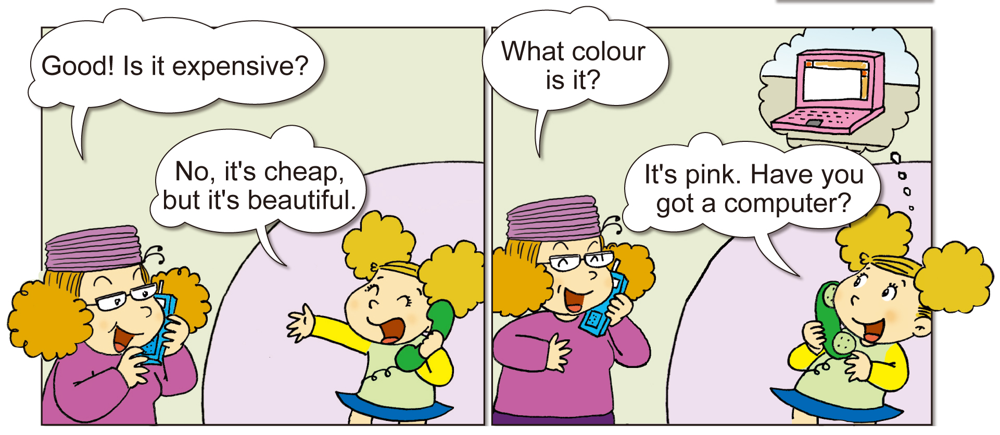 Good! Is it expensive?
No, it's cheap,
but it's beautiful.
What colour
is it?
It's pink. Have you
got a computer?